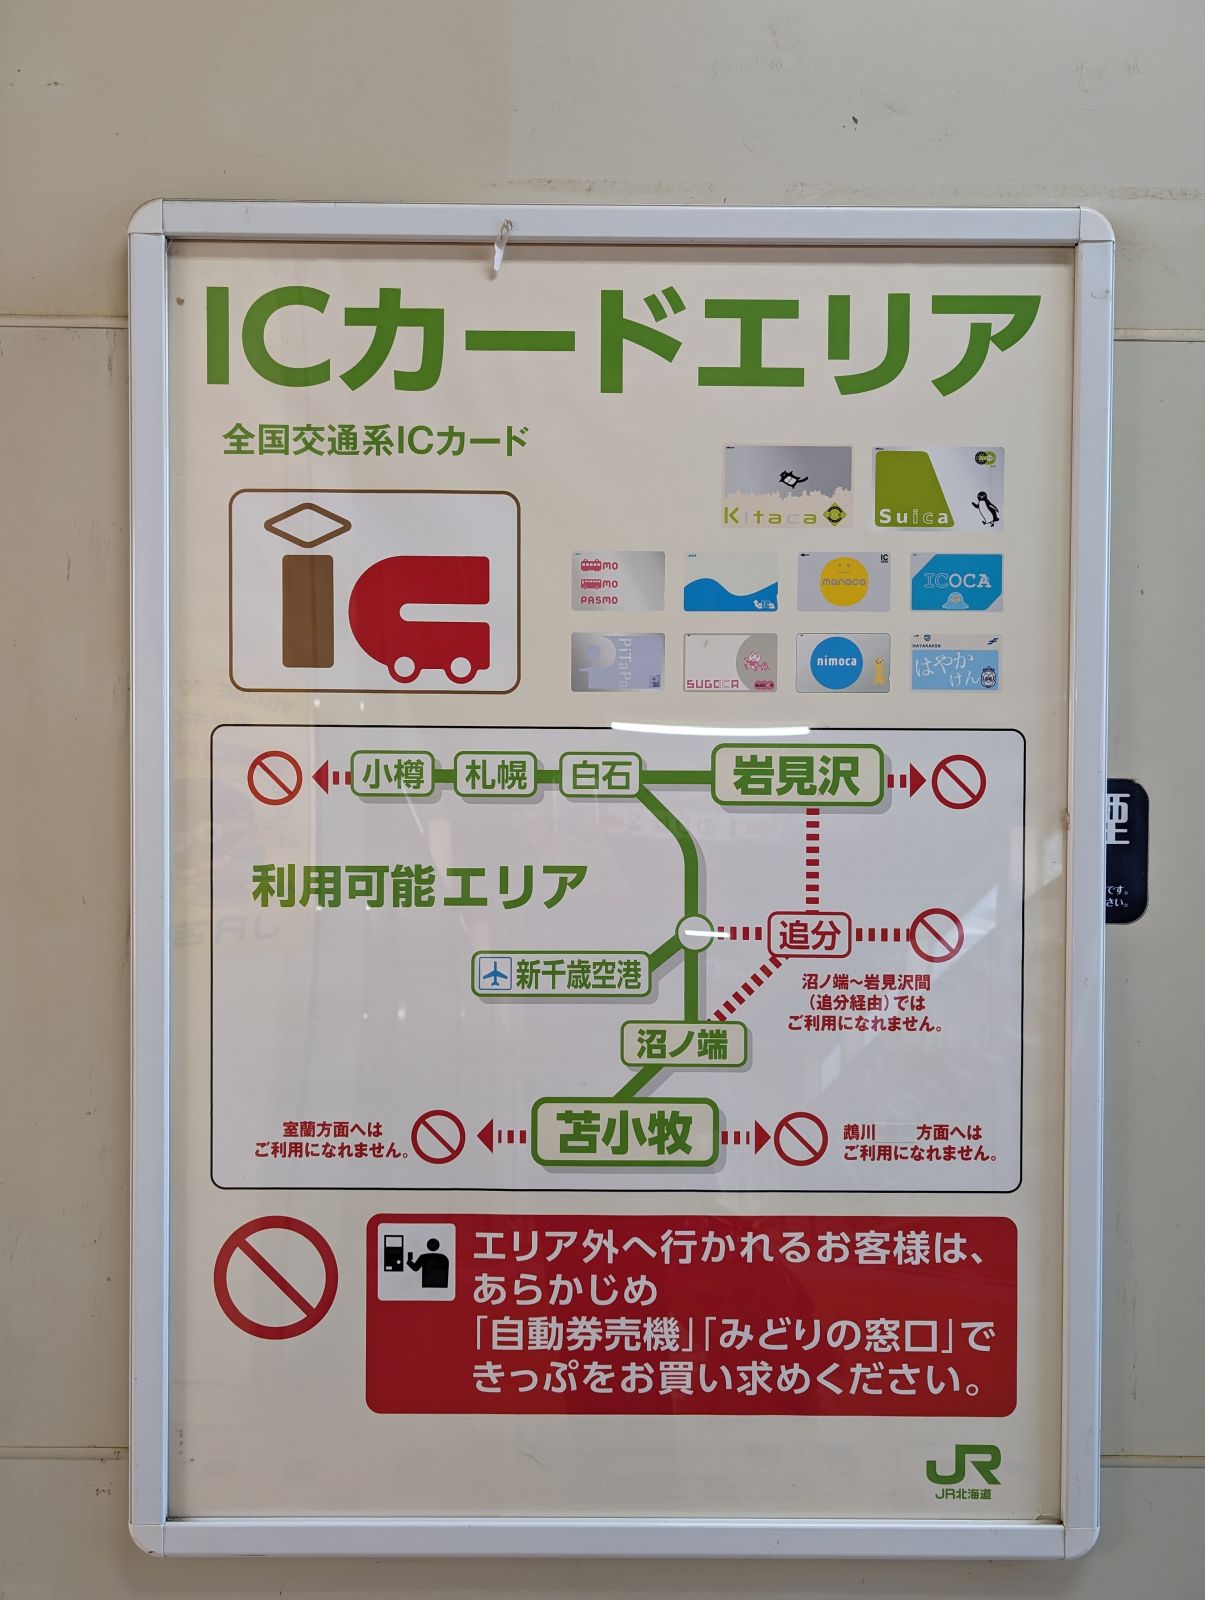 ICカードエリア
全国交通系ICカード
ic
Kitaca
Suica
MO
MO
PASMO
manaca
ICOCA
PiTaPa
SUGOCA
nimoca
HAYAKAKEN
はやか
けん
小樽
札幌
白石
岩見沢
利用可能エリア
追分
新千歳空港
沼ノ端~岩見沢間
(追分経由)では
ご利用になれません。
沼ノ端
苫小牧
室蘭方面へは
ご利用になれません。
鵡川 方面へは
ご利用になれません。
エリア外へ行かれるお客様は、
あらかじめ
「自動券売機」「みどりの窓口」で
きっぷをお買い求めください。
JR
JR北海道
です。
さい。